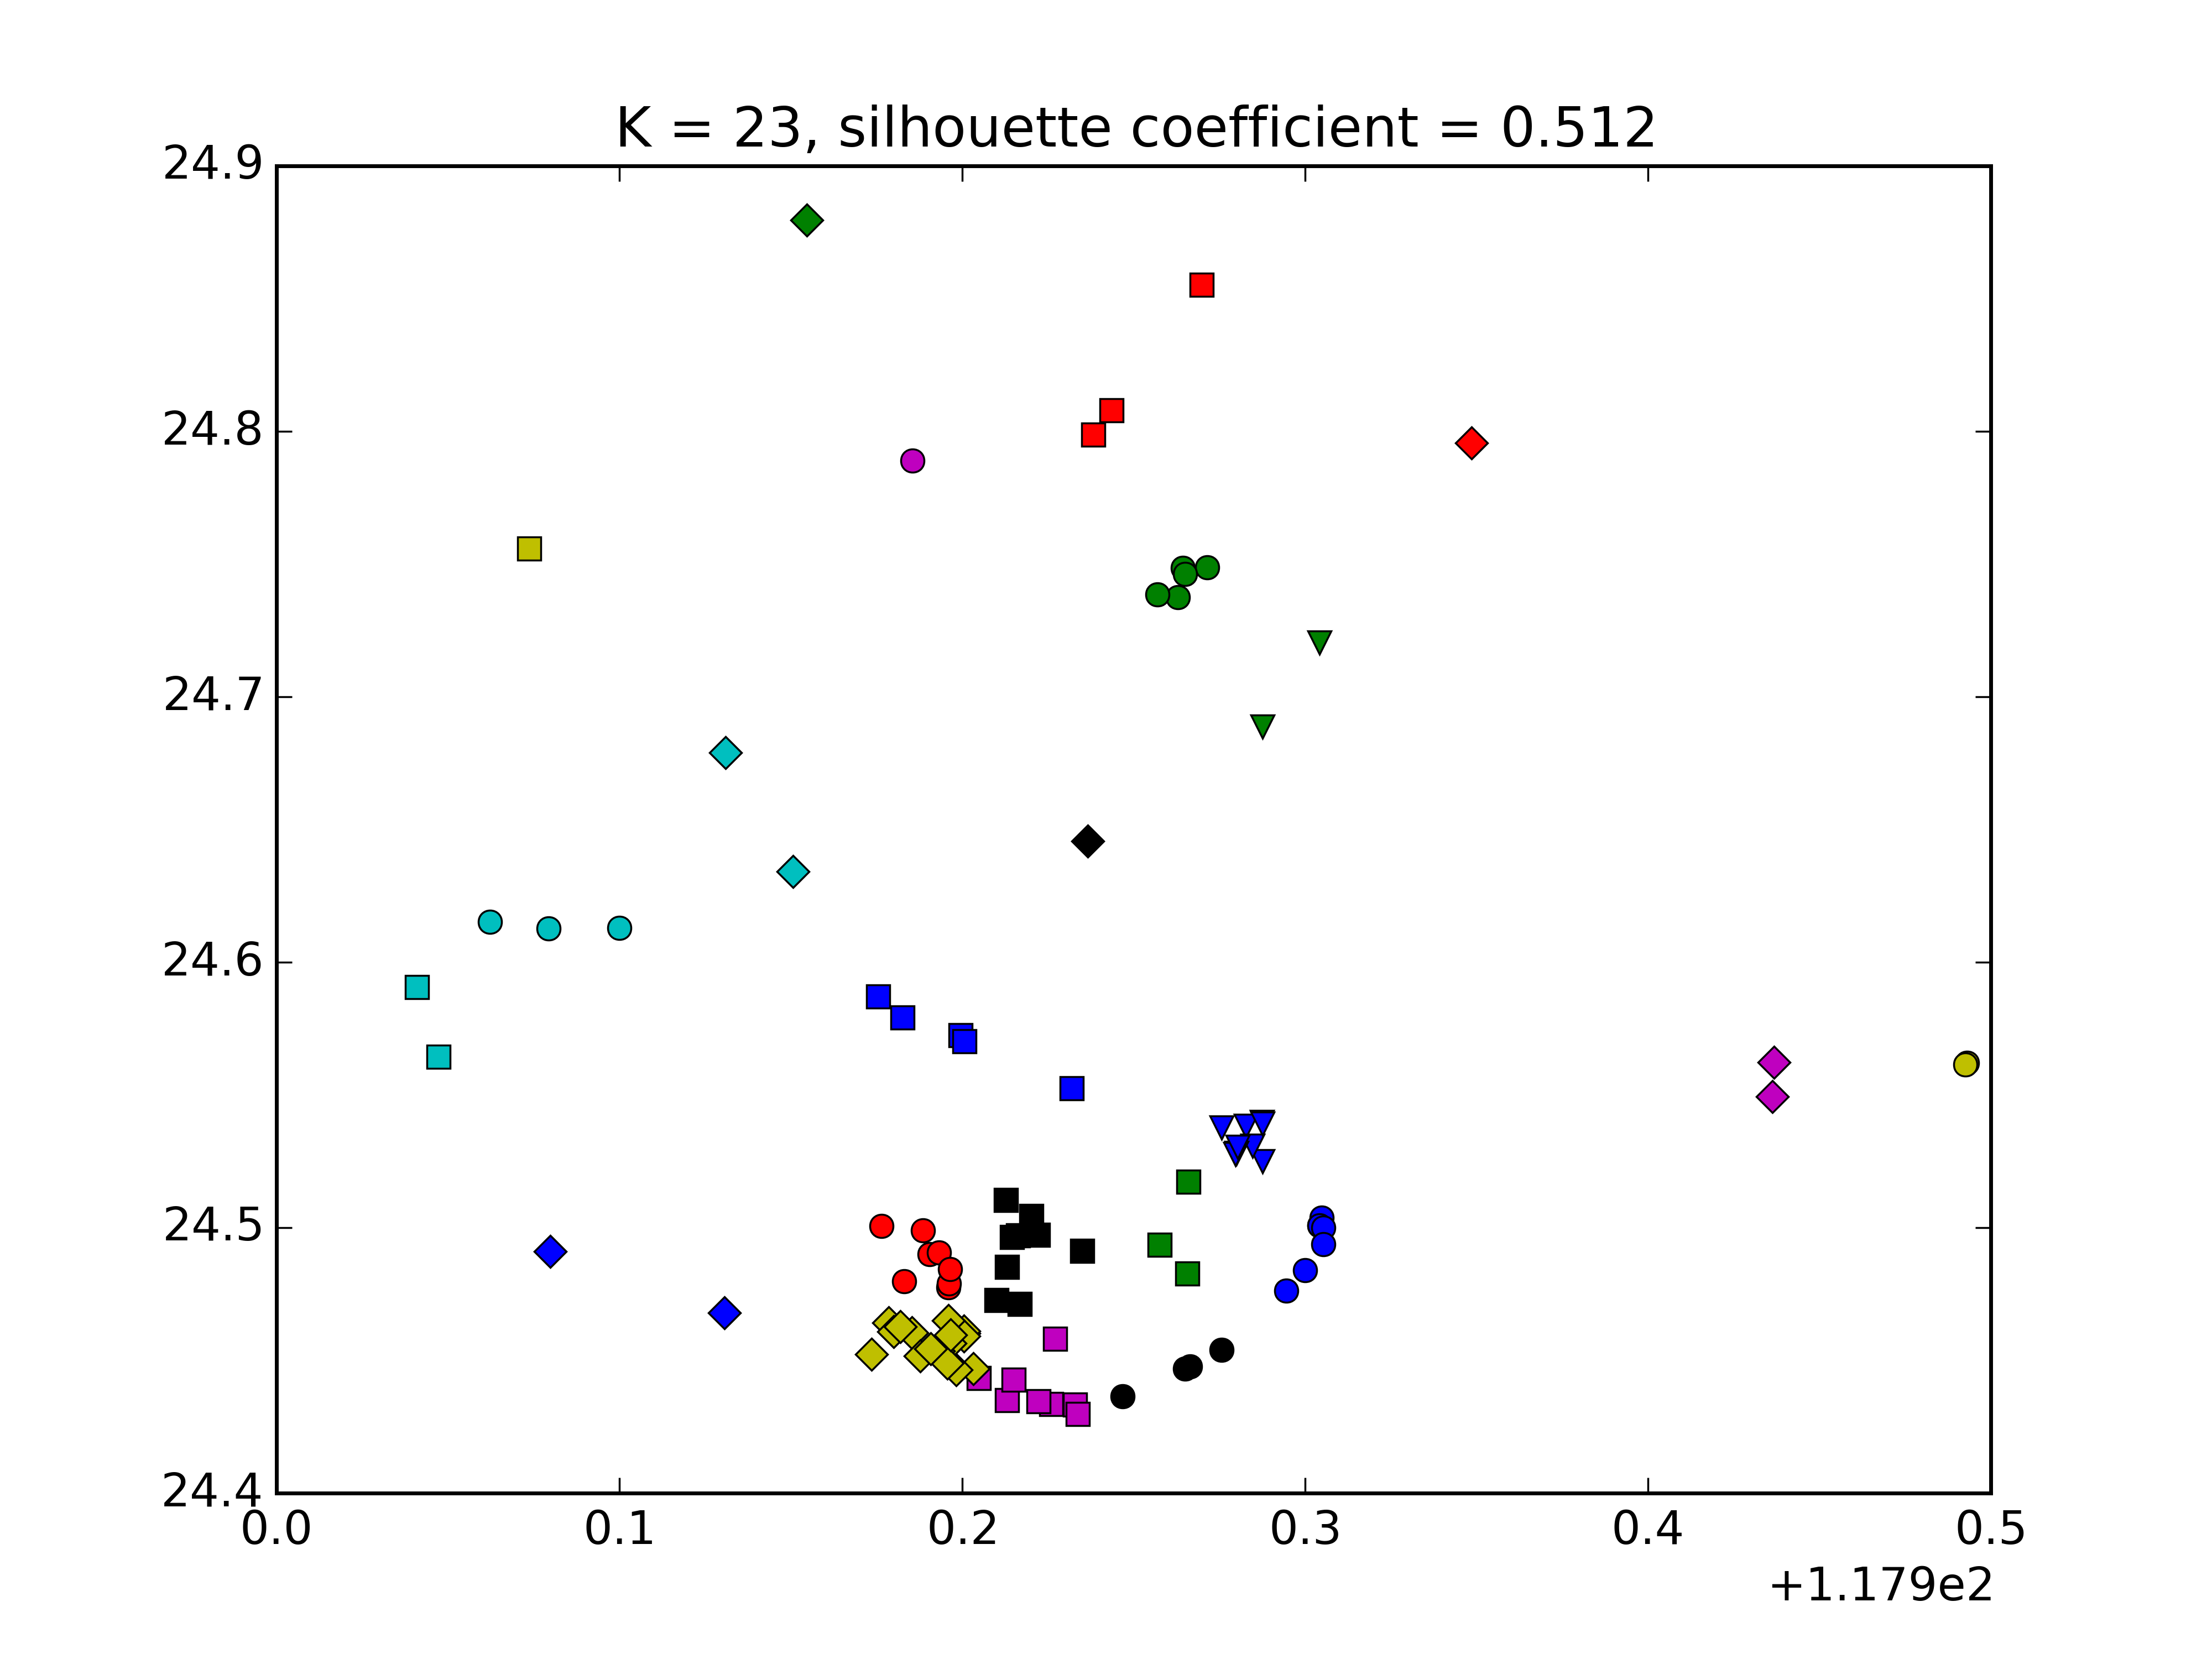 K = 23, silhouette coefficient = 0.512
24.9
24.8
24.7
24.6
24.5
24.4
0.0 0.1 0.2 0.3 0.4 0.5
+1.179e2